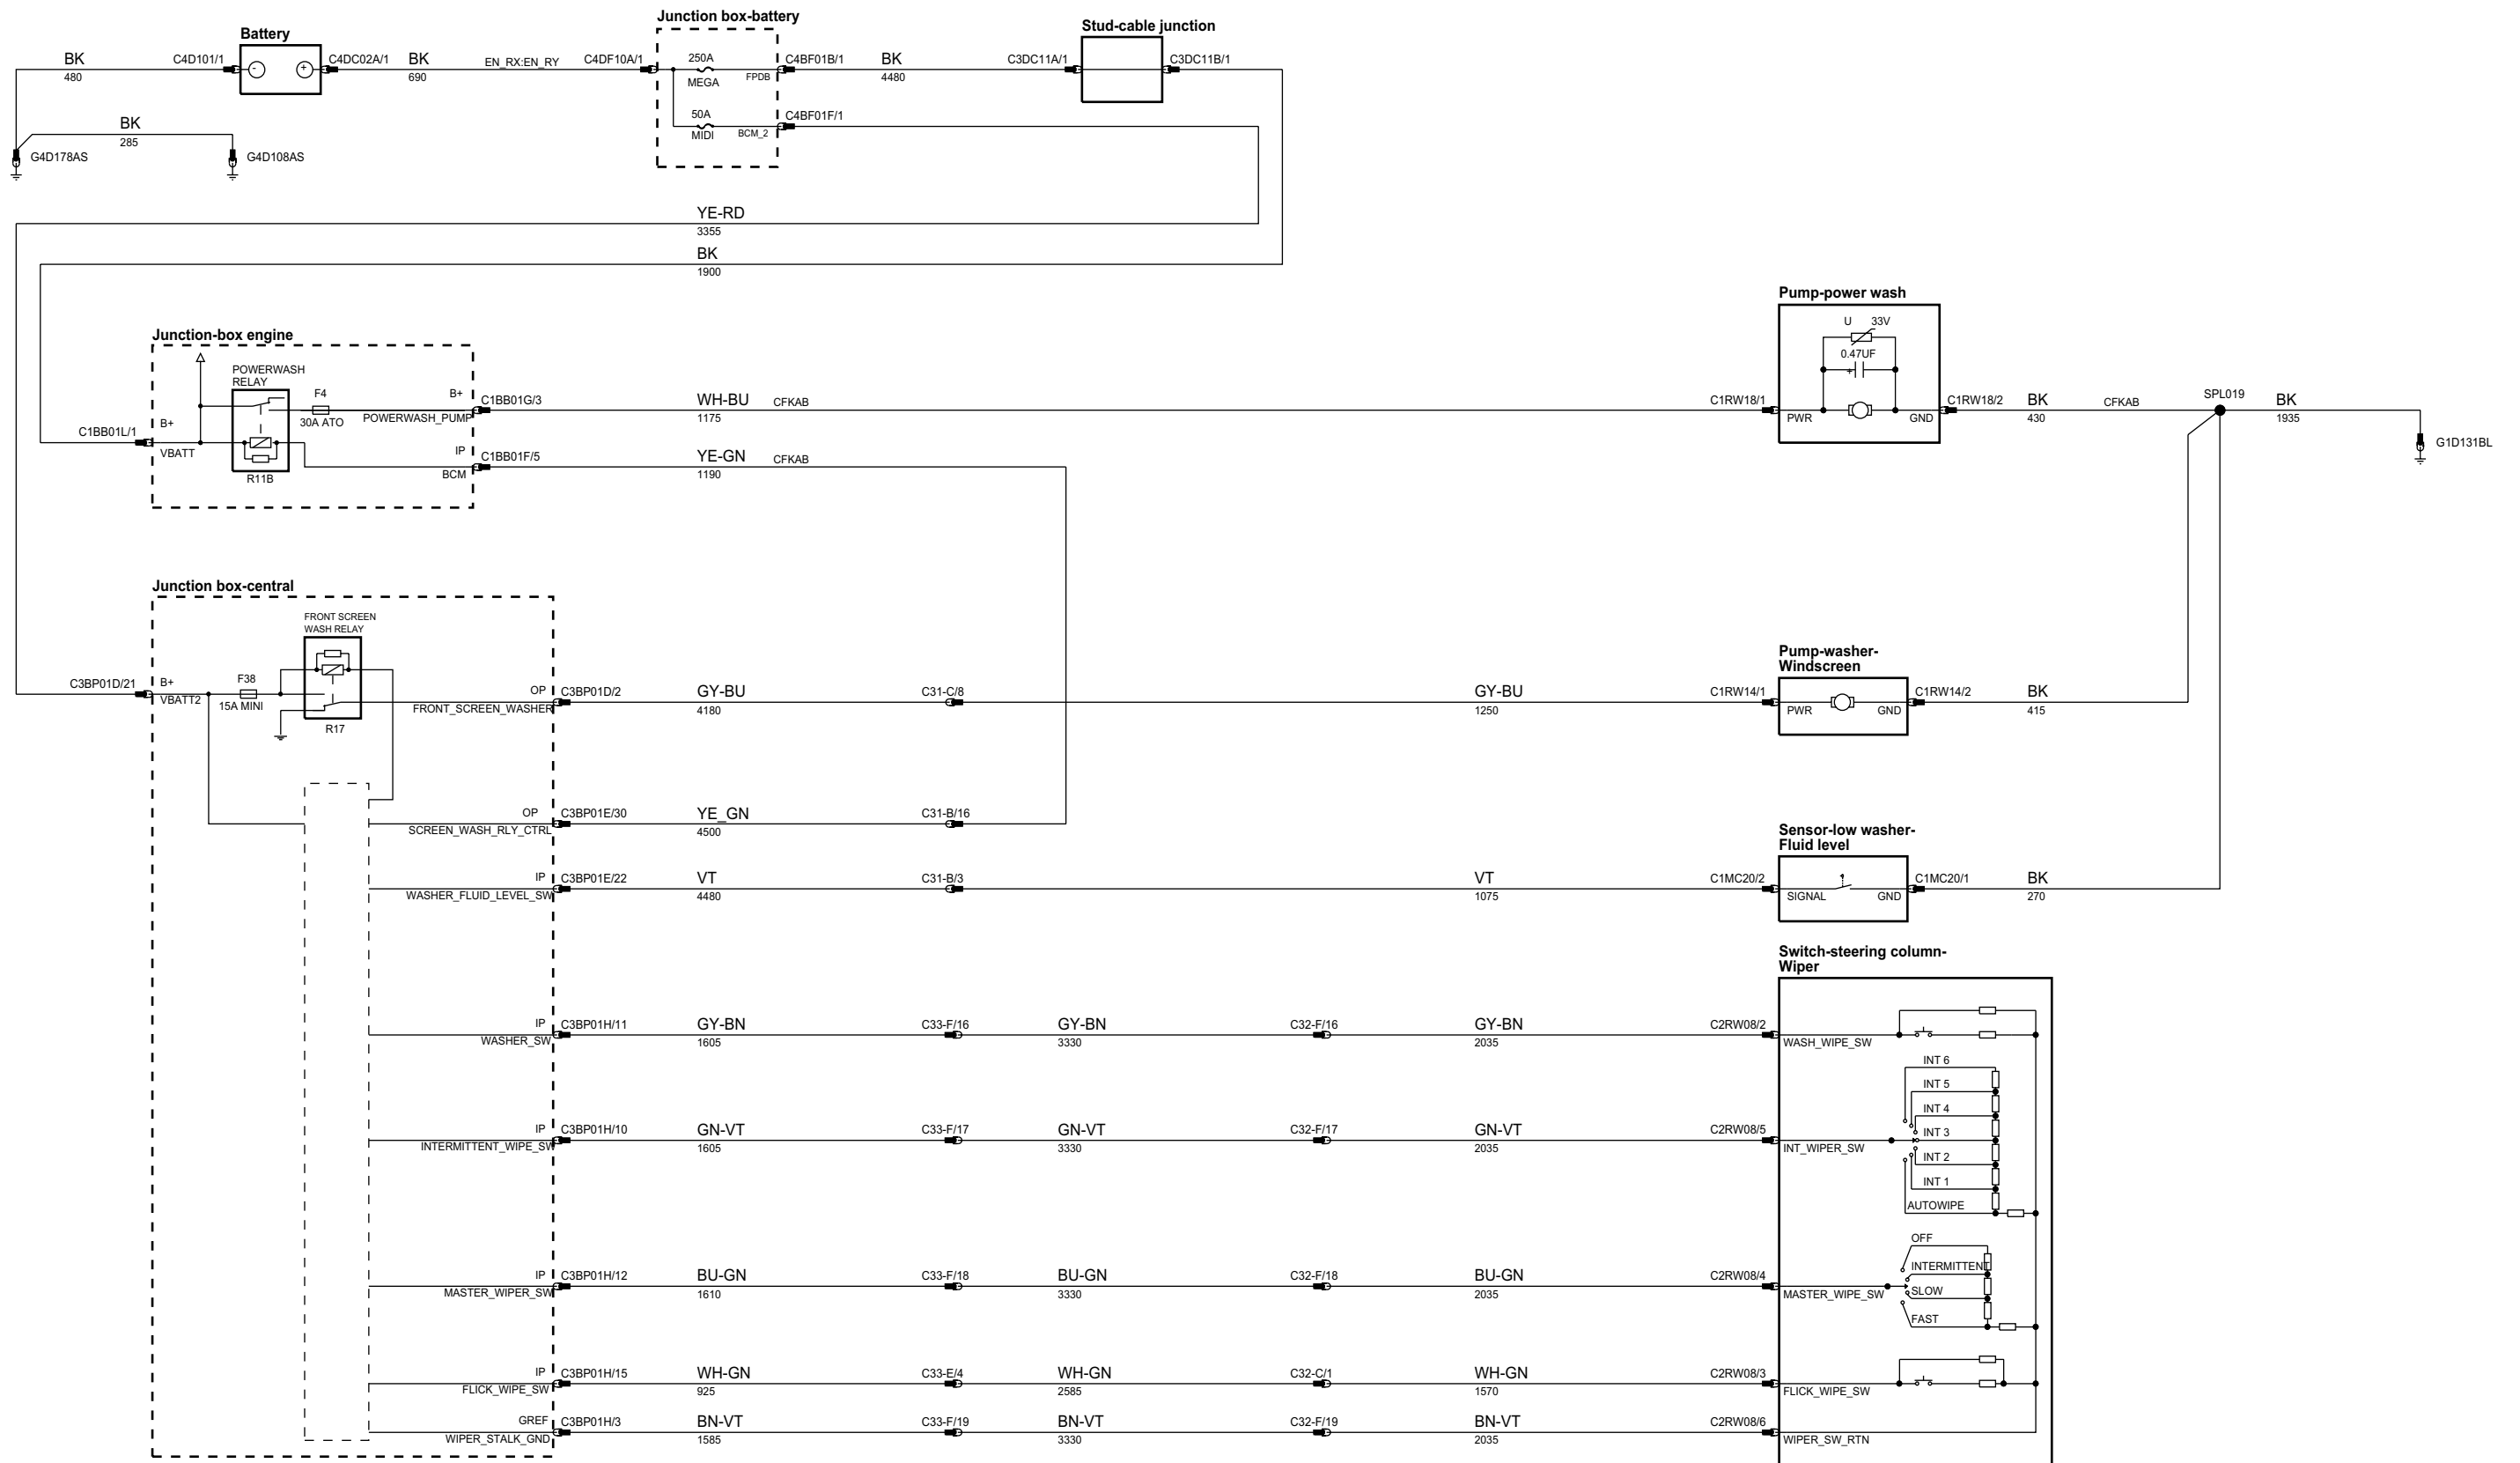 Junction box-battery
Stud-cable junction
Battery
BK
480
C4D101/1
-
+
C4DC02A/1
BK
690
EN_RX:EN_RY
C4DF10A/1
250A
MEGA
FPDB
C4BF01B/1
BK
4480
C3DC11A/1
C3DC11B/1
50A
MIDI
BCM_2
C4BF01F/1
BK
285
G4D178AS
G4D108AS
YE-RD
3355
BK
1900
Junction-box engine
POWERWASH
RELAY
F4
30A ATO
B+
POWERWASH_PUMP
C1BB01G/3
WH-BU
1175
CFKAB
C1BB01L/1
B+
VBATT
R11B
IP
BCM
C1BB01F/5
YE-GN
1190
CFKAB
Pump-power wash
U 33V
0.47UF
+
C1RW18/1
PWR
GND
C1RW18/2
BK
430
CFKAB
SPL019
BK
1935
G1D131BL
Junction box-central
FRONT SCREEN
WASH RELAY
C3BP01D/21
B+
VBATT2
F38
15A MINI
R17
OP
FRONT_SCREEN_WASHER
C3BP01D/2
GY-BU
4180
C31-C/8
GY-BU
1250
Pump-washer-
Windscreen
C1RW14/1
PWR
GND
C1RW14/2
BK
415
OP
SCREEN_WASH_RLY_CTRL
C3BP01E/30
YE_GN
4500
C31-B/16
IP
WASHER_FLUID_LEVEL_SW
C3BP01E/22
VT
4480
C31-B/3
VT
1075
Sensor-low washer-
Fluid level
C1MC20/2
SIGNAL
GND
C1MC20/1
BK
270
Switch-steering column-
Wiper
IP
WASHER_SW
C3BP01H/11
GY-BN
1605
C33-F/16
GY-BN
3330
C32-F/16
GY-BN
2035
C2RW08/2
WASH_WIPE_SW
IP
INTERMITTENT_WIPE_SW
C3BP01H/10
GN-VT
1605
C33-F/17
GN-VT
3330
C32-F/17
GN-VT
2035
C2RW08/5
INT_WIPER_SW
INT 6
INT 5
INT 4
INT 3
INT 2
INT 1
AUTOWIPE
IP
MASTER_WIPER_SW
C3BP01H/12
BU-GN
1610
C33-F/18
BU-GN
3330
C32-F/18
BU-GN
2035
C2RW08/4
MASTER_WIPE_SW
OFF
INTERMITTENT
SLOW
FAST
IP
FLICK_WIPE_SW
C3BP01H/15
WH-GN
925
C33-E/4
WH-GN
2585
C32-C/1
WH-GN
1570
C2RW08/3
FLICK_WIPE_SW
GREF
WIPER_STALK_GND
C3BP01H/3
BN-VT
1585
C33-F/19
BN-VT
3330
C32-F/19
BN-VT
2035
C2RW08/6
WIPER_SW_RTN